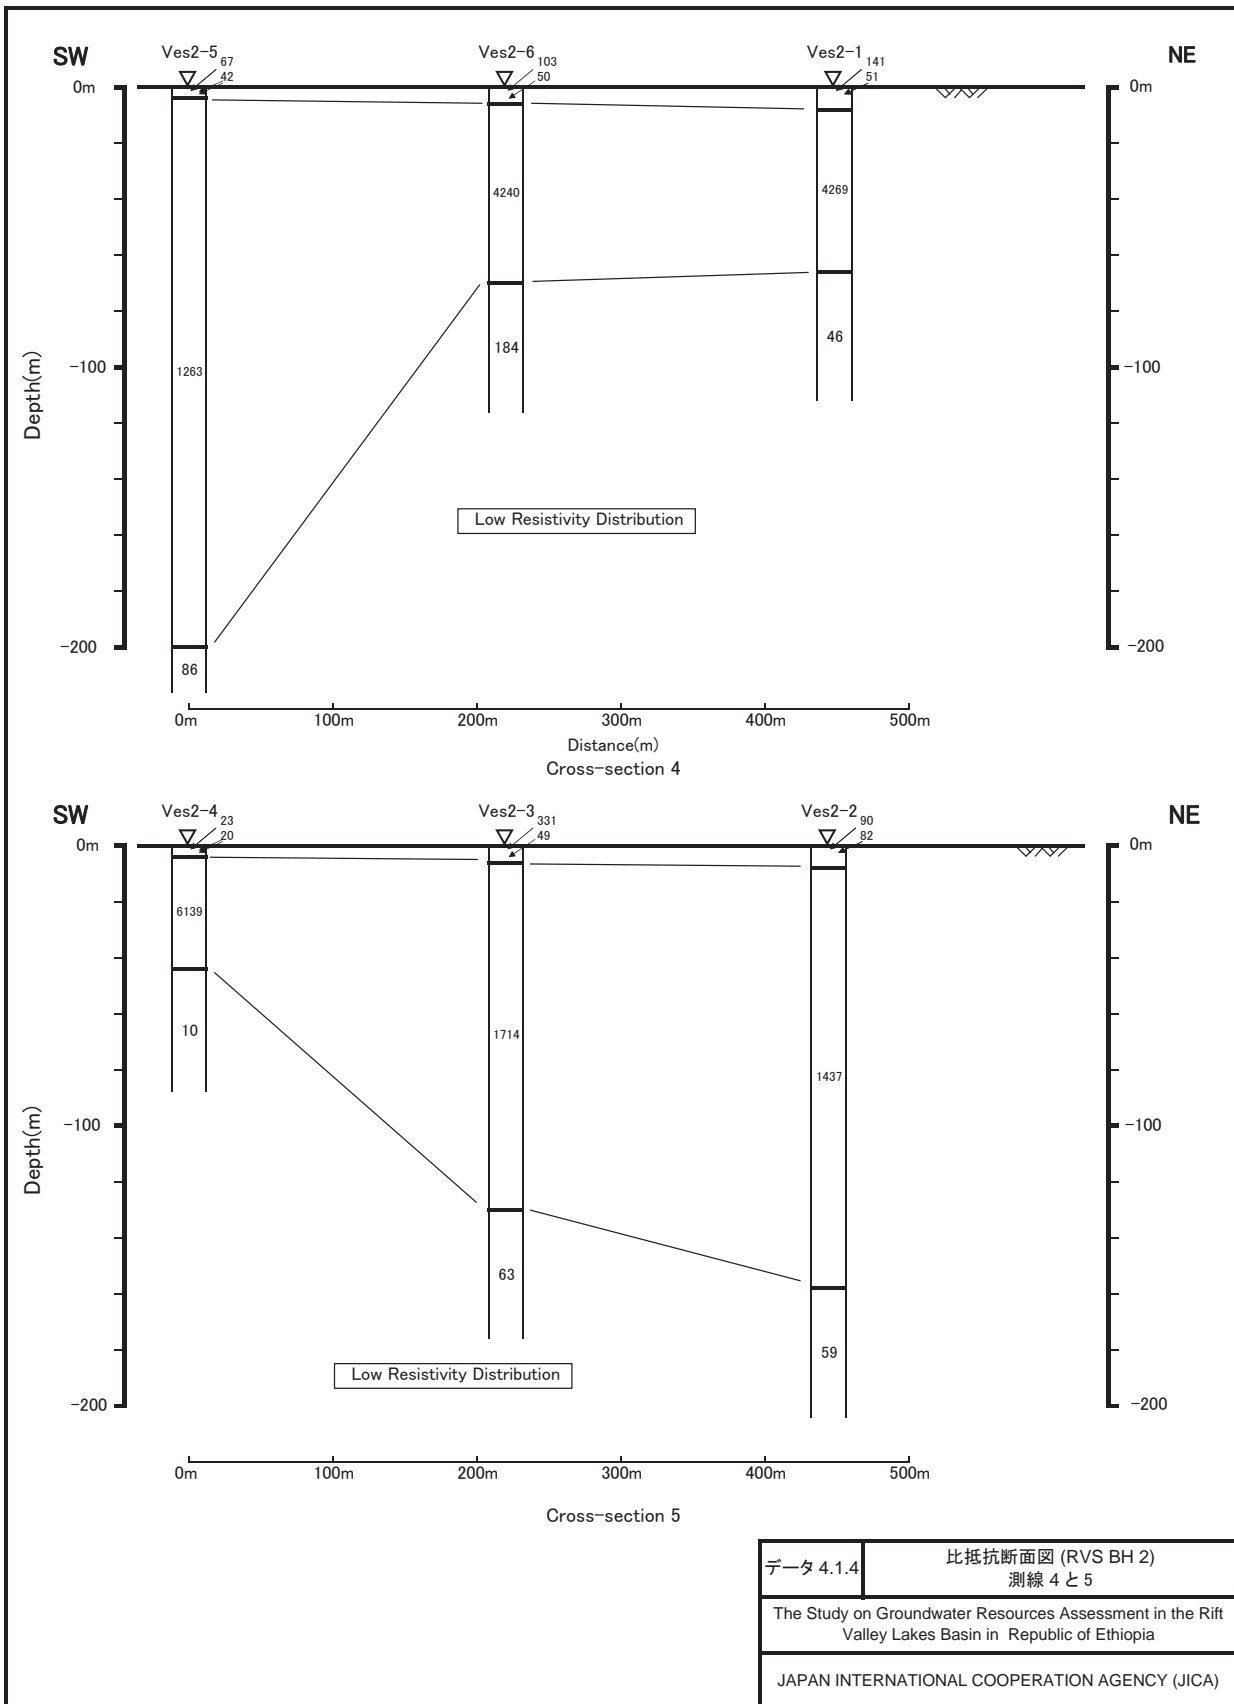 SW
Ves2-5
67
42
Ves2-6
103
50
Ves2-1
141
51
NE
0m
0m
4240
4269
184
46
Depth(m)
-100
1263
-100
Low Resistivity Distribution
-200
-200
86
0m 100m 200m 300m 400m 500m
Distance(m)
Cross-section 4
SW
Ves2-4
23
20
Ves2-3
331
49
Ves2-2
90
82
NE
0m
0m
6139
1714
10
1437
Depth(m)
-100
-100
63
59
Low Resistivity Distribution
-200
-200
0m 100m 200m 300m 400m 500m
Cross-section 5
データ 4.1.4
比抵抗断面図 (RVS BH 2)
測線 4 と 5
The Study on Groundwater Resources Assessment in the Rift
Valley Lakes Basin in Republic of Ethiopia
JAPAN INTERNATIONAL COOPERATION AGENCY (JICA)